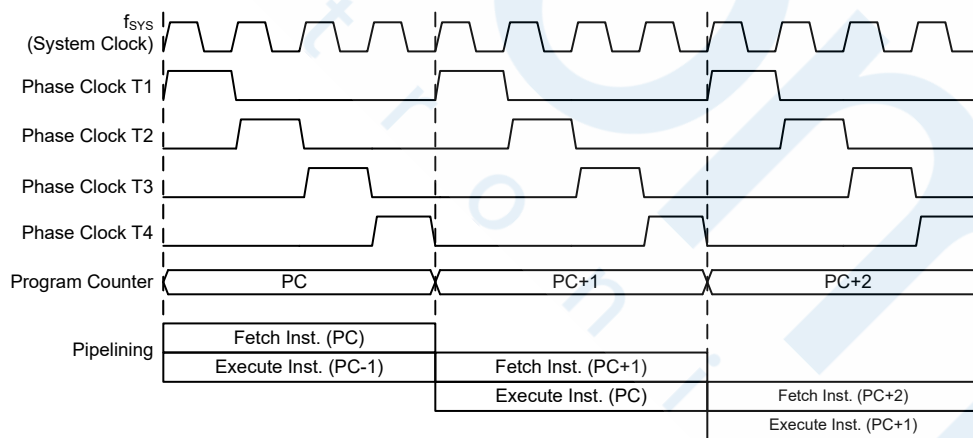 fSYS
(System Clock)
Phase Clock T1
Phase Clock T2
Phase Clock T3
Phase Clock T4
Program Counter PC PC+1 PC+2
Pipelining
Fetch Inst. (PC)
Execute Inst. (PC-1) Fetch Inst. (PC+1)
Execute Inst. (PC) Fetch Inst. (PC+2)
Execute Inst. (PC+1)